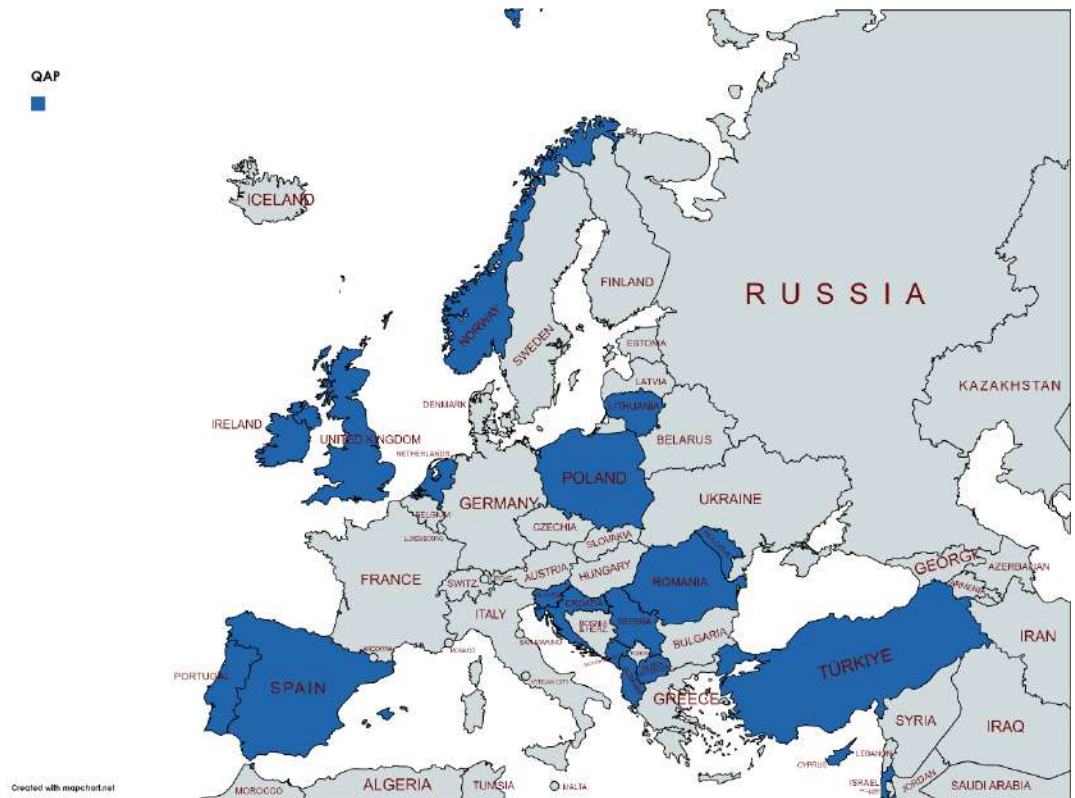 QAP
ICELAND
RUSSIA
FINLAND
NORWAY
SWEDEN
ESTONIA
LATVIA
KAZAKHSTAN
DENMARK
LITHUANIA
IRELAND
UNITED KINGDOM
BELARUS
NETHERLANDS
POLAND
GERMANY
UKRAINE
BELGIUM
CZECHIA
LUXEMBOURG
SLOVAKIA
FRANCE
AUSTRIA
HUNGARY
SWITZ.
ROMANIA
GEORGI
AZERBAIJAN
ARMENIA
ITALY
CROATIA
BOSNIA
& HERZ.
SERBIA
SAN MARINO
BULGARIA
IRAN
MONACO
ANDORRA
PORTUGAL
SPAIN
VATICAN CITY
TÜRKIYE
GREECE
SYRIA
IRAQ
LEBANON
CYPRUS
ISRAEL
JORDAN
SAUDI ARABIA
MOROCCO
ALGERIA
TUNISIA
MALTA
Created with mapchart.net